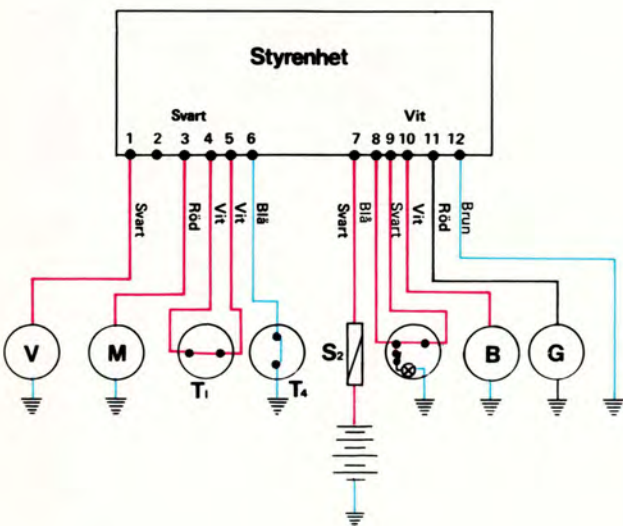 Styrenhet
Svart Vit
1 2 3 4 5 6 7 8 9 10 11 12
Svart Röd Vit Vit Blå Svart Blå Svart Vit Röd Brun
V M T1 T4 S2 B G